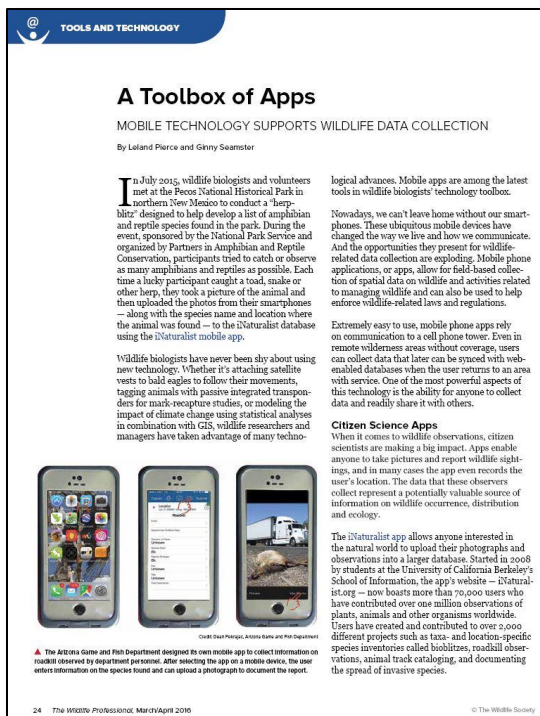 @
TOOLS AND TECHNOLOGY
A Toolbox of Apps
MOBILE TECHNOLOGY SUPPORTS WILDLIFE DATA COLLECTION
By Leland Pierce and Ginny Seamster
In July 2015, wildlife biologists and volunteers
met at the Pecos National Historical Park in
northern New Mexico to conduct a “herp-
blitz” designed to help develop a list of amphibian
and reptile species found in the park. During the
event, sponsored by the National Park Service and
organized by Partners in Amphibian and Reptile
Conservation, participants tried to catch or observe
as many amphibians and reptiles as possible. Each
time a lucky participant caught a toad, snake or
other herp, they took a picture of the animal and
then uploaded the photos from their smartphones
— along with the species name and location where
the animal was found — to the iNaturalist database
using the iNaturalist mobile app.
Wildlife biologists have never been shy about using
new technology. Whether it’s attaching satellite
vests to bald eagles to follow their movements,
tagging animals with passive integrated transpon-
ders for mark-recapture studies, or modeling the
impact of climate change using statistical analyses
in combination with GIS, wildlife researchers and
managers have taken advantage of many techno-
logical advances. Mobile apps are among the latest
tools in wildlife biologists’ technology toolbox.
Nowadays, we can’t leave home without our smart-
phones. These ubiquitous mobile devices have
changed the way we live and how we communicate.
And the opportunities they present for wildlife-
related data collection are exploding. Mobile phone
applications, or apps, allow for field-based collec-
tion of spatial data on wildlife and activities related
to managing wildlife and can also be used to help
enforce wildlife-related laws and regulations.
Extremely easy to use, mobile phone apps rely
on communication to a cell phone tower. Even in
remote wilderness areas without coverage, users
can collect data that later can be synced with web-
enabled databases when the user returns to an area
with service. One of the most powerful aspects of
this technology is the ability for anyone to collect
data and readily share it with others.
Citizen Science Apps
When it comes to wildlife observations, citizen
scientists are making a big impact. Apps enable
anyone to take pictures and report wildlife sight-
ings, and in many cases the app even records the
user’s location. The data that these observers
collect represent a potentially valuable source of
information on wildlife occurrence, distribution
and ecology.
The iNaturalist app allows anyone interested in
the natural world to upload their photographs and
observations into a larger database. Started in 2008
by students at the University of California Berkeley’s
School of Information, the app’s website — iNatural-
ist.org — now boasts more than 70,000 users who
have contributed over one million observations of
plants, animals and other organisms worldwide.
Users have created and contributed to over 2,000
different projects such as taxa- and location-specific
species inventories called bioblitzes, roadkill obser-
vations, animal track cataloging, and documenting
the spread of invasive species.
Credit: Dean Pokrajac, Arizona Game and Fish Department
▲ The Arizona Game and Fish Department designed its own mobile app to collect information on
roadkill observed by department personnel. After selecting the app on a mobile device, the user
enters information on the species found and can upload a photograph to document the report.
24 The Wildlife Professional, March/April 2016
© The Wildlife Society